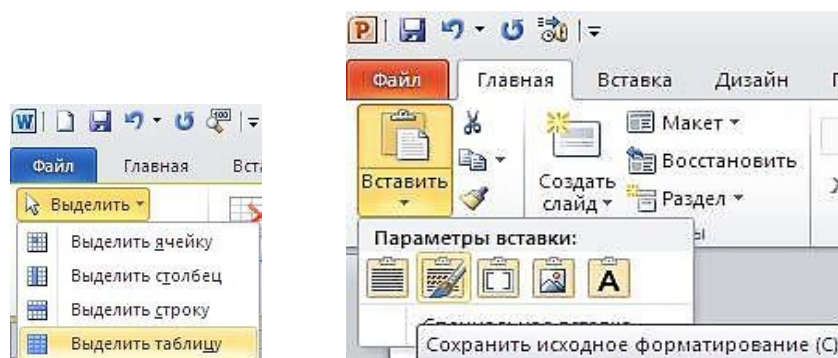 W
Файл Главная
Выделить
Выделить ячейку
Выделить столбец
Выделить строку
Выделить таблицу
P
Файл Главная Вставка Дизайн
Вставить
Создать слайд
Макет
Восстановить
Раздел
Параметры вставки:
A
Сохранить исходное форматирование (С)